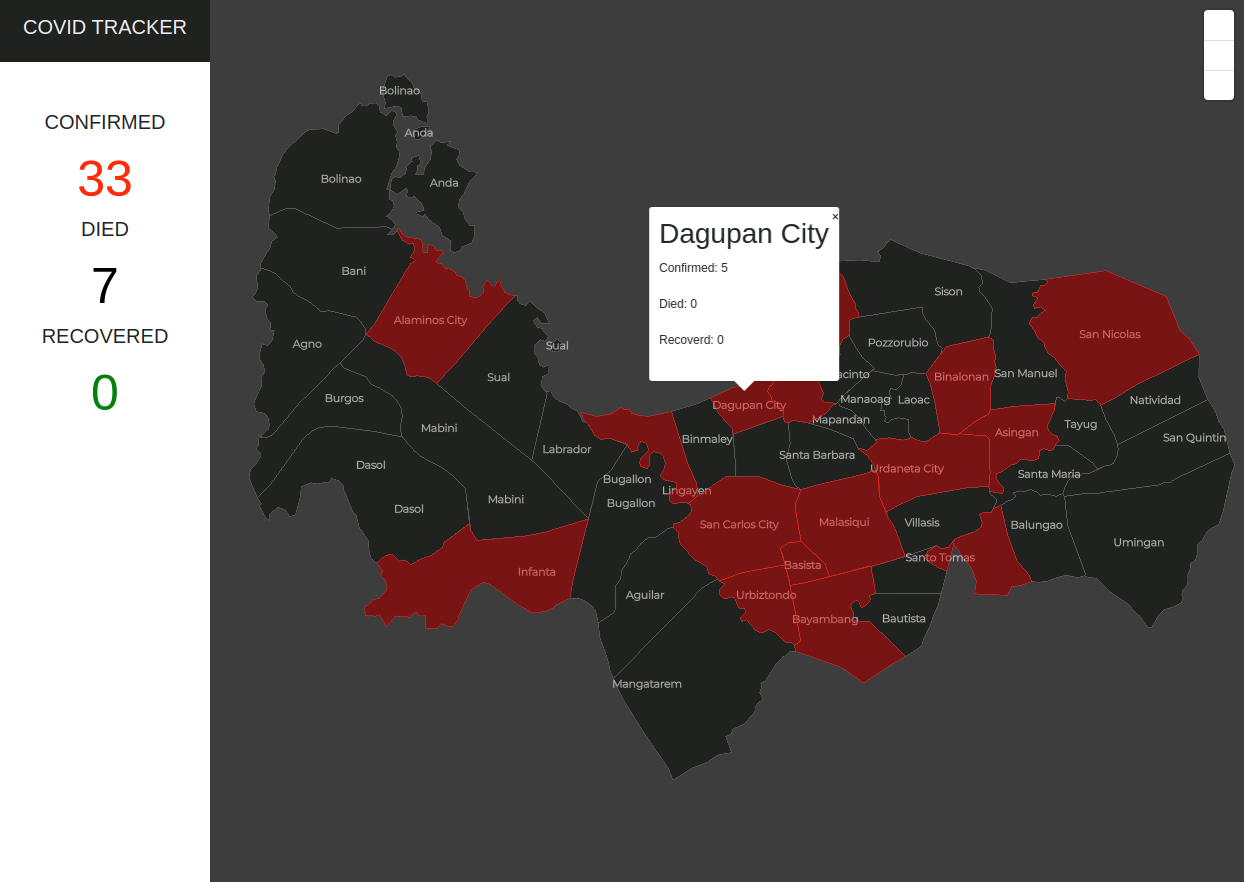 COVID TRACKER
CONFIRMED
33
DIED
7
RECOVERED
0
Bolinao
Anda
Bolinao
Anda
Bani
Alaminos City
Agno
Sual
Sual
Burgos
Mabini
Labrador
Dasol
Bugallon
Mabini
Bugallon
Dasol
Infanta
Aguilar
Mangatarem
×
Dagupan City
Confirmed: 5
Died: 0
Recoverd: 0
Sison
San Nicolas
Pozzorubio
acinto
Binalonan
San Manuel
Dagupan City
Manaoag
Laoac
Natividad
Mapandan
Tayug
Binmaley
Asingan
San Quintin
Santa Barbara
Urdaneta City
Santa Maria
Lingayen
San Carlos City
Malasiqui
Villasis
Balungao
Umingan
Basista
Santo Tomas
Urbiztondo
Bayambang
Bautista